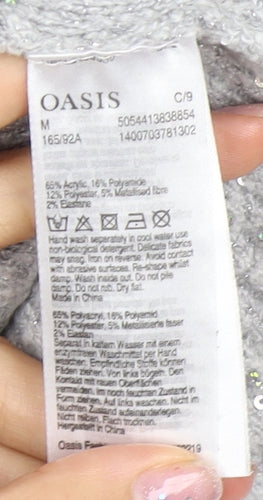 OASIS C/9
M 5054413838854
165/92A 1400703781302
65% Acrylic, 16% Polyamide
12% Polyester, 5% Metallised fibre
2% Elastane
Hand wash separately in cool water use
non-biological detergent. Delicate fabrics
may snag. Iron on reverse. Avoid contact
with abrasive surfaces. Re-shape whilst
damp. Wash inside out. Do not pile
damp. Do not rub. Dry flat.
Made in China
65% Polyacryl, 16% Polyamid
12% Polyester, 5% Metallisierte faser
2% Elastan
Separat in kaltem Wasser mit einem
enzymfreien Waschmittel per Hand
waschen. Empfindliche Stoffe können
Fäden ziehen. Von links bügeln. Den
Kontakt mit rauen Oberflächen
vermeiden. Im noch feuchten Zustand in
Form ziehen. Auf links waschen. Nicht im
feuchten Zustand aufeinanderlegen.
Nicht reiben. Flach trocknen.
Hergestellt in China
Oasis 219